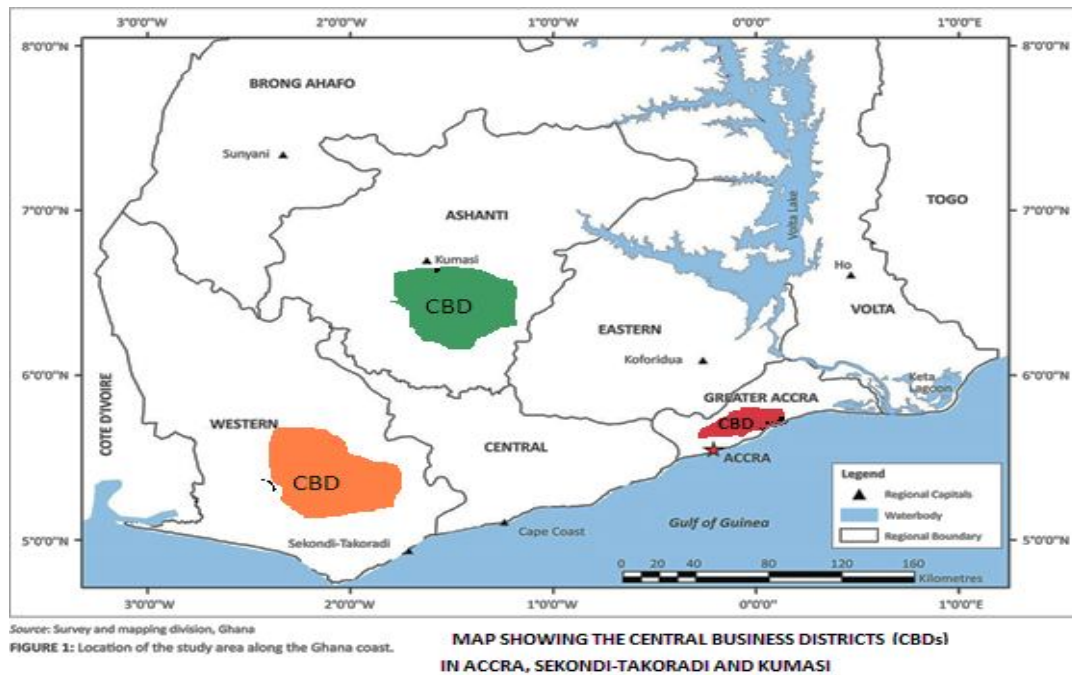 3°0'0"W 2°0'0"W 1°0'0"W 0°0'0" 1°0'0"E
8°0'0"N 8°0'0"N
BRONG AHAFO
Sunyani
7°0'0"N 7°0'0"N
ASHANTI
TOGO
Volta Lake
Kumasi
Ho
CBD
VOLTA
EASTERN
Koforidua
6°0'0"N 6°0'0"N
COTE D'IVOIRE
Keta
Lagoon
GREATER ACCRA
WESTERN
CBD
CENTRAL
ACCRA
CBD
Legend
Regional Capitals
Waterbody
Regional Boundary
Gulf of Guinea
Cape Coast
Sekondi-Takoradi
5°0'0"N 5°0'0"N
0 20 40 80 120 160
Kilometres
3°0'0"W 2°0'0"W 1°0'0"W 0°0'0" 1°0'0"E
Source: Survey and mapping division, Ghana
FIGURE 1: Location of the study area along the Ghana coast.
MAP SHOWING THE CENTRAL BUSINESS DISTRICTS (CBDs)
IN ACCRA, SEKONDI-TAKORADI AND KUMASI